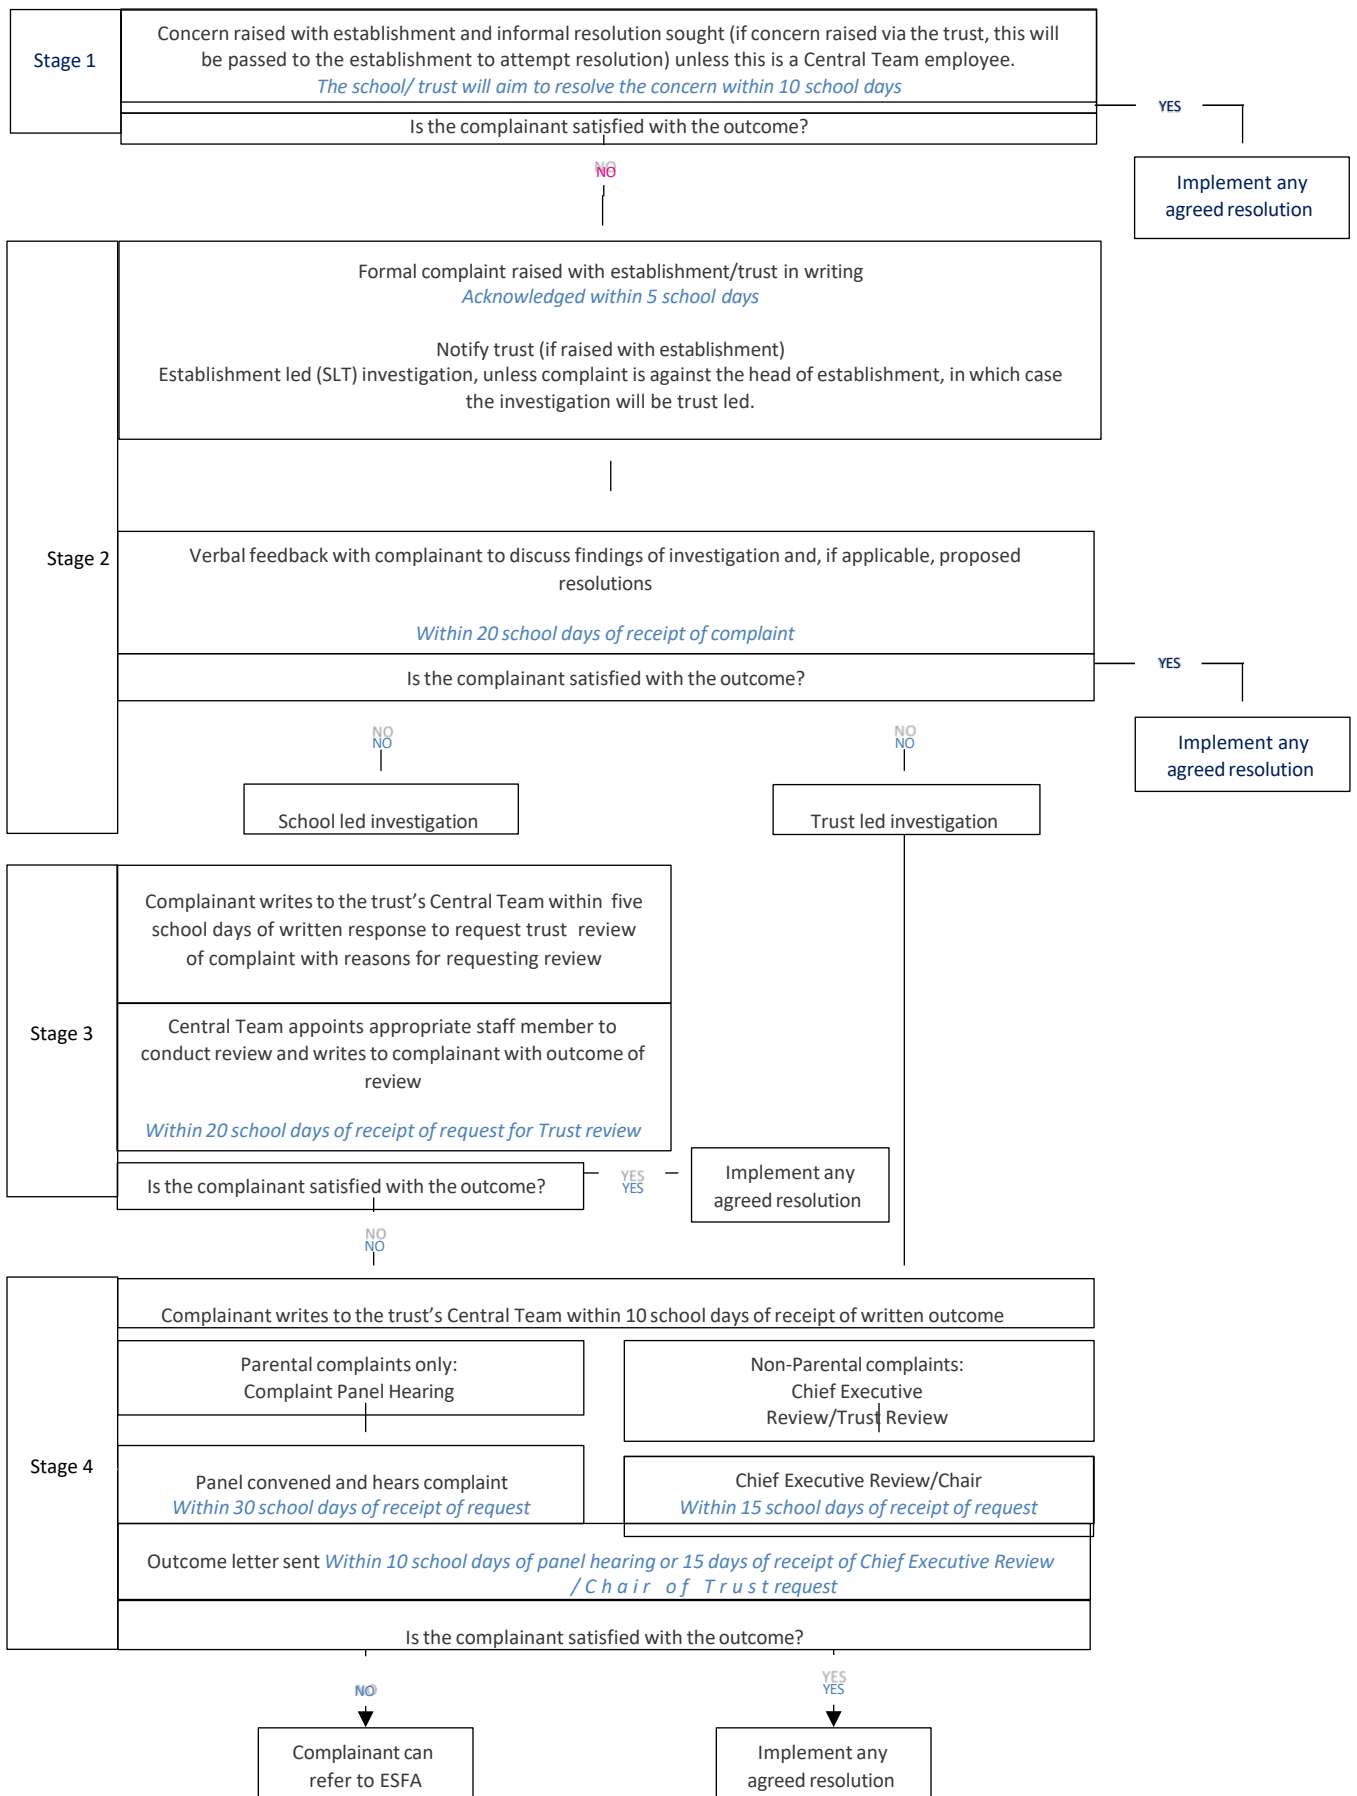 Stage 1
Concern raised with establishment and informal resolution sought (if concern raised via the trust, this will
be passed to the establishment to attempt resolution) unless this is a Central Team employee.
The school/ trust will aim to resolve the concern within 10 school days
Is the complainant satisfied with the outcome?
YES
Implement any
agreed resolution
NO
Stage 2
Formal complaint raised with establishment/trust in writing
Acknowledged within 5 school days
Notify trust (if raised with establishment)
Establishment led (SLT) investigation, unless complaint is against the head of establishment, in which case
the investigation will be trust led.
Verbal feedback with complainant to discuss findings of investigation and, if applicable, proposed
resolutions
Within 20 school days of receipt of complaint
Is the complainant satisfied with the outcome?
YES
Implement any
agreed resolution
NO
NO
School led investigation
Trust led investigation
Stage 3
Complainant writes to the trust's Central Team within five
school days of written response to request trust review
of complaint with reasons for requesting review
Central Team appoints appropriate staff member to
conduct review and writes to complainant with outcome of
review
Within 20 school days of receipt of request for Trust review
Is the complainant satisfied with the outcome?
YES
Implement any
agreed resolution
NO
Stage 4
Complainant writes to the trust's Central Team within 10 school days of receipt of written outcome
Parental complaints only:
Complaint Panel Hearing
Non-Parental complaints:
Chief Executive
Review/Trust Review
Panel convened and hears complaint
Within 30 school days of receipt of request
Chief Executive Review/Chair
Within 15 school days of receipt of request
Outcome letter sent Within 10 school days of panel hearing or 15 days of receipt of Chief Executive Review
/ C h a i r o f T r u s t request
Is the complainant satisfied with the outcome?
NO
YES
Complainant can
refer to ESFA
Implement any
agreed resolution